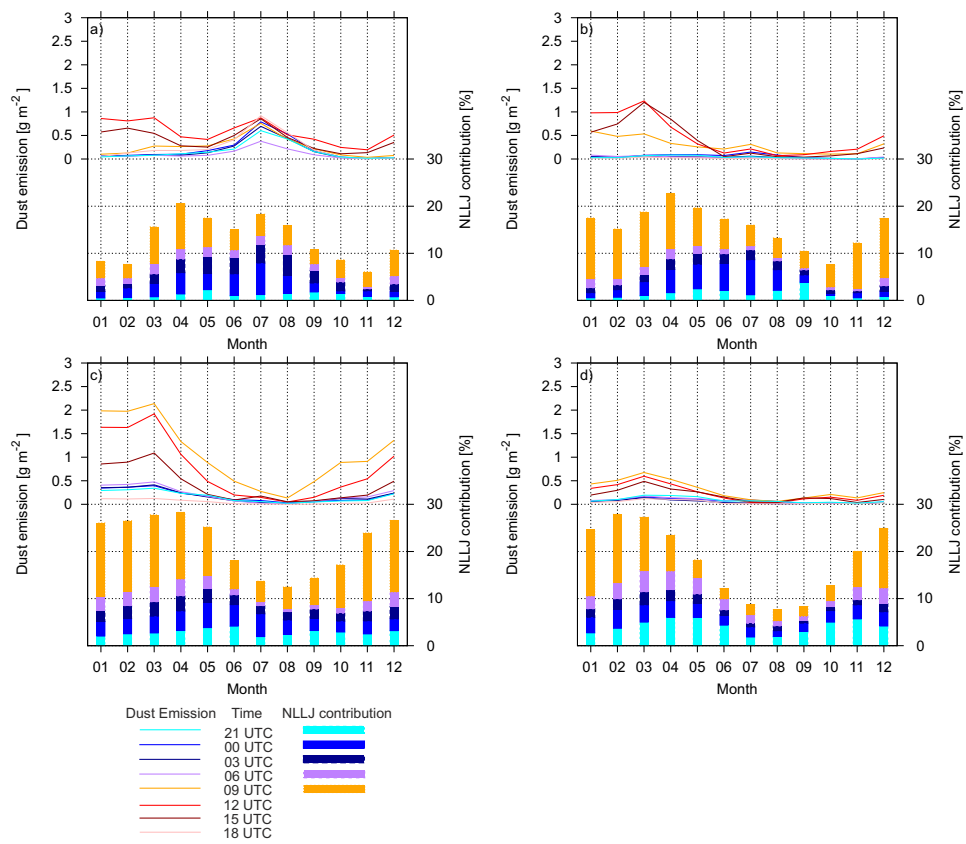 a)
3
2.5
2
1.5
1
0.5
0
Dust Emission [g m-2]
30
20
10
0
NLLJ contribution [%]
01 02 03 04 05 06 07 08 09 10 11 12
Month
b)
3
2.5
2
1.5
1
0.5
0
Dust emission [g m-2]
30
20
10
0
NLLJ contribution [%]
01 02 03 04 05 06 07 08 09 10 11 12
Month
c)
3
2.5
2
1.5
1
0.5
0
Dust Emission [g m-2]
30
20
10
0
NLLJ contribution [%]
01 02 03 04 05 06 07 08 09 10 11 12
Month
d)
3
2.5
2
1.5
1
0.5
0
Dust Emission [g m-2]
30
20
10
0
NLLJ contribution [%]
01 02 03 04 05 06 07 08 09 10 11 12
Month
Dust Emission Time NLLJ contribution
21 UTC
00 UTC
03 UTC
06 UTC
09 UTC
12 UTC
15 UTC
18 UTC